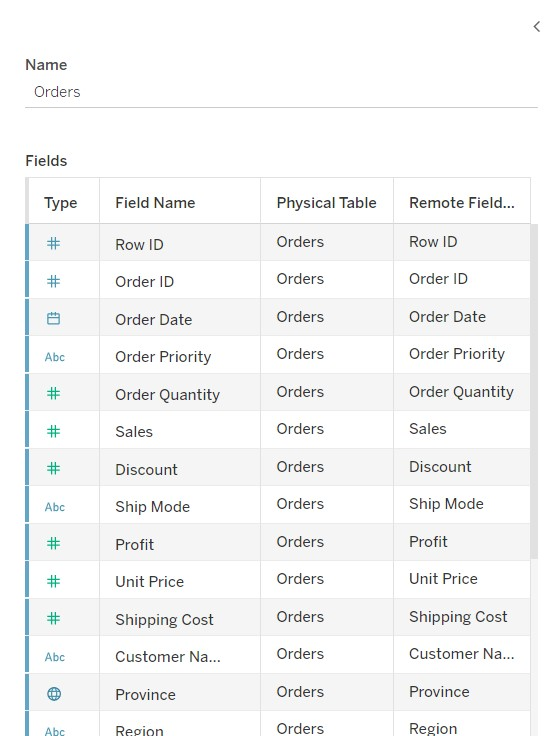 Name
Orders
Fields
Type Field Name Physical Table Remote Field...
Row ID Orders Row ID
Order ID Orders Order ID
Order Date Orders Order Date
Abc Order Priority Orders Order Priority
Order Quantity Orders Order Quantity
Sales Orders Sales
Discount Orders Discount
Abc Ship Mode Orders Ship Mode
Profit Orders Profit
Unit Price Orders Unit Price
Shipping Cost Orders Shipping Cost
Abc Customer Na... Orders Customer Na...
Province Orders Province
Abc Region Orders Region